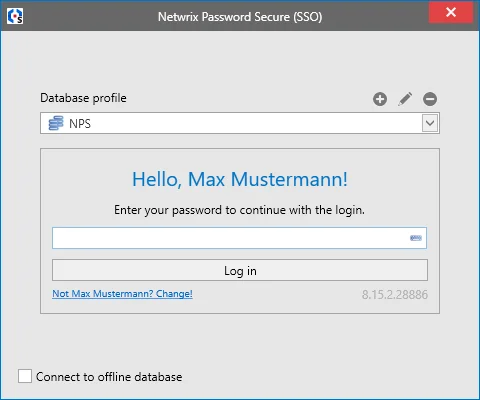 Netwrix Password Secure (SSO)
Database profile
NPS
Hello, Max Mustermann!
Enter your password to continue with the login.
Log in
Not Max Mustermann? Change!
8.15.2.28886
Connect to offline database